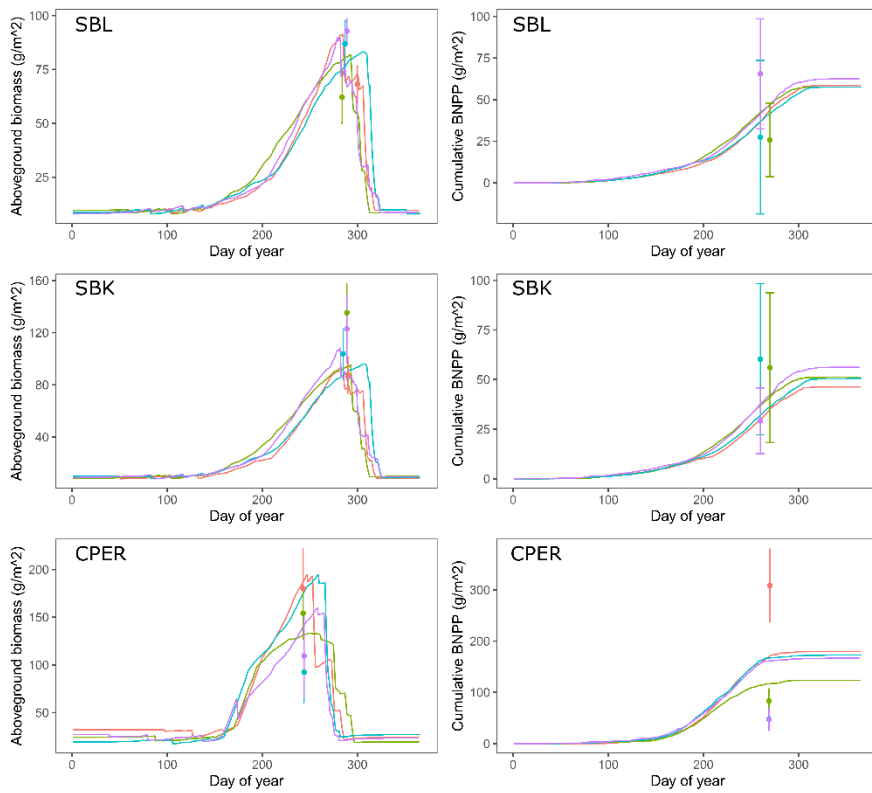 SBL
Aboveground biomass (g/m^2)
100
75
50
25
0 100 200 300
Day of year
SBL
Cumulative BNPP (g/m^2)
100
75
50
25
0
0 100 200 300
Day of year
SBK
Aboveground biomass (g/m^2)
160
120
80
40
0 100 200 300
Day of year
SBK
Cumulative BNPP (g/m^2)
100
75
50
25
0
0 100 200 300
Day of year
CPER
Aboveground biomass (g/m^2)
200
150
100
50
0 100 200 300
Day of year
CPER
Cumulative BNPP (g/m^2)
300
200
100
0
0 100 200 300
Day of year